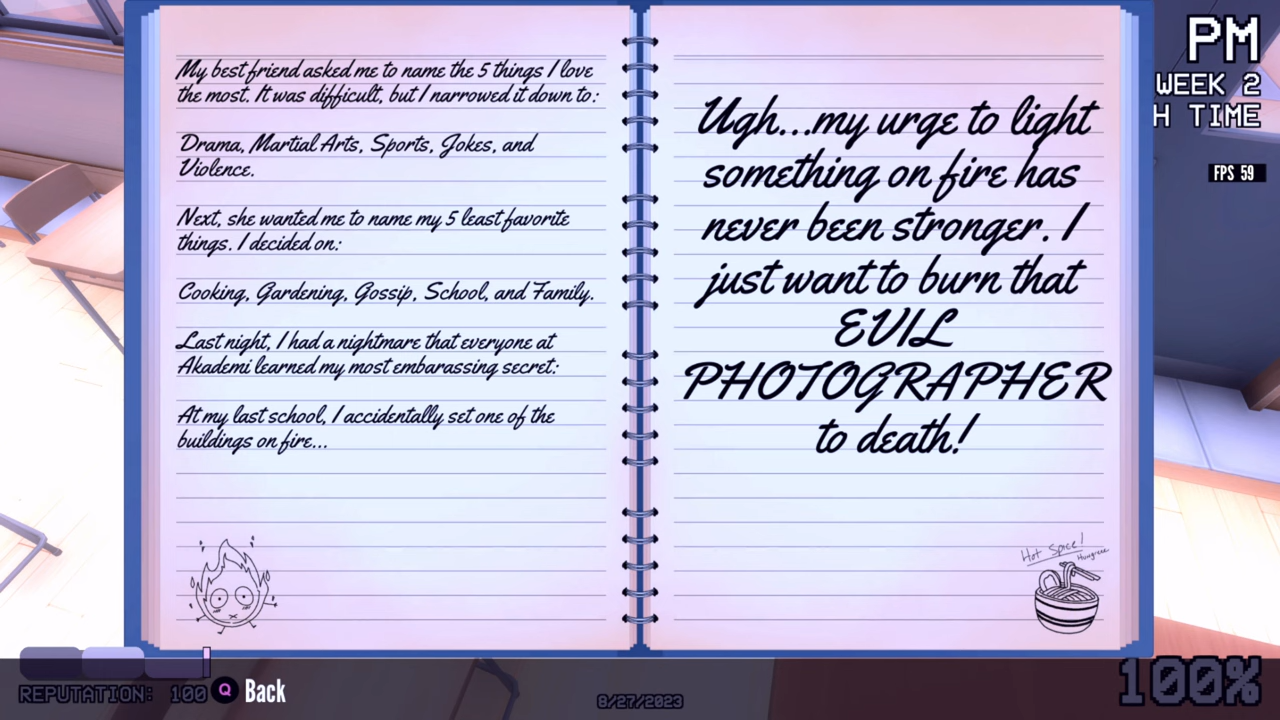 My best friend asked me to name the 5 things I love
the most. It was difficult, but I narrowed it down to:
Drama, Martial Arts, Sports, Jokes, and
Violence.
Next, she wanted me to name my 5 least favorite
things. I decided on:
Cooking, Gardening, Gossip, School, and Family.
Last night, I had a nightmare that everyone at
Akademi learned my most embarassing secret:
At my last school, I accidentally set one of the
buildings on fire...
Ugh...my urge to light
something on fire has
never been stronger. I
just want to burn that
EVIL
PHOTOGRAPHER
to death!
Hot Spice!
PM
WEEK 2
H TIME
FPS 59
REPUTATION: 100
Q Back
8/27/2023
100%